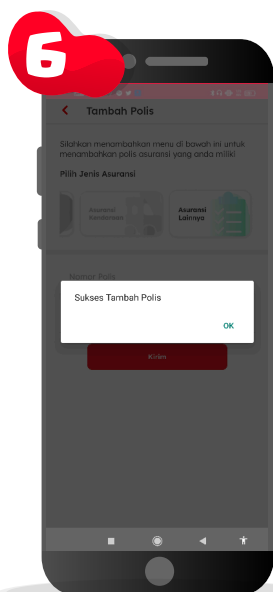 6
Tambah Polis
Silahkan menambahkan menu di bawah ini untuk
menambahkan polis asuransi yang anda miliki
Pilih Jenis Asuransi
Asuransi
Kendaraan
Asuransi
Lainnya
Nomor Polis
Sukses Tambah Polis
OK
Kirim